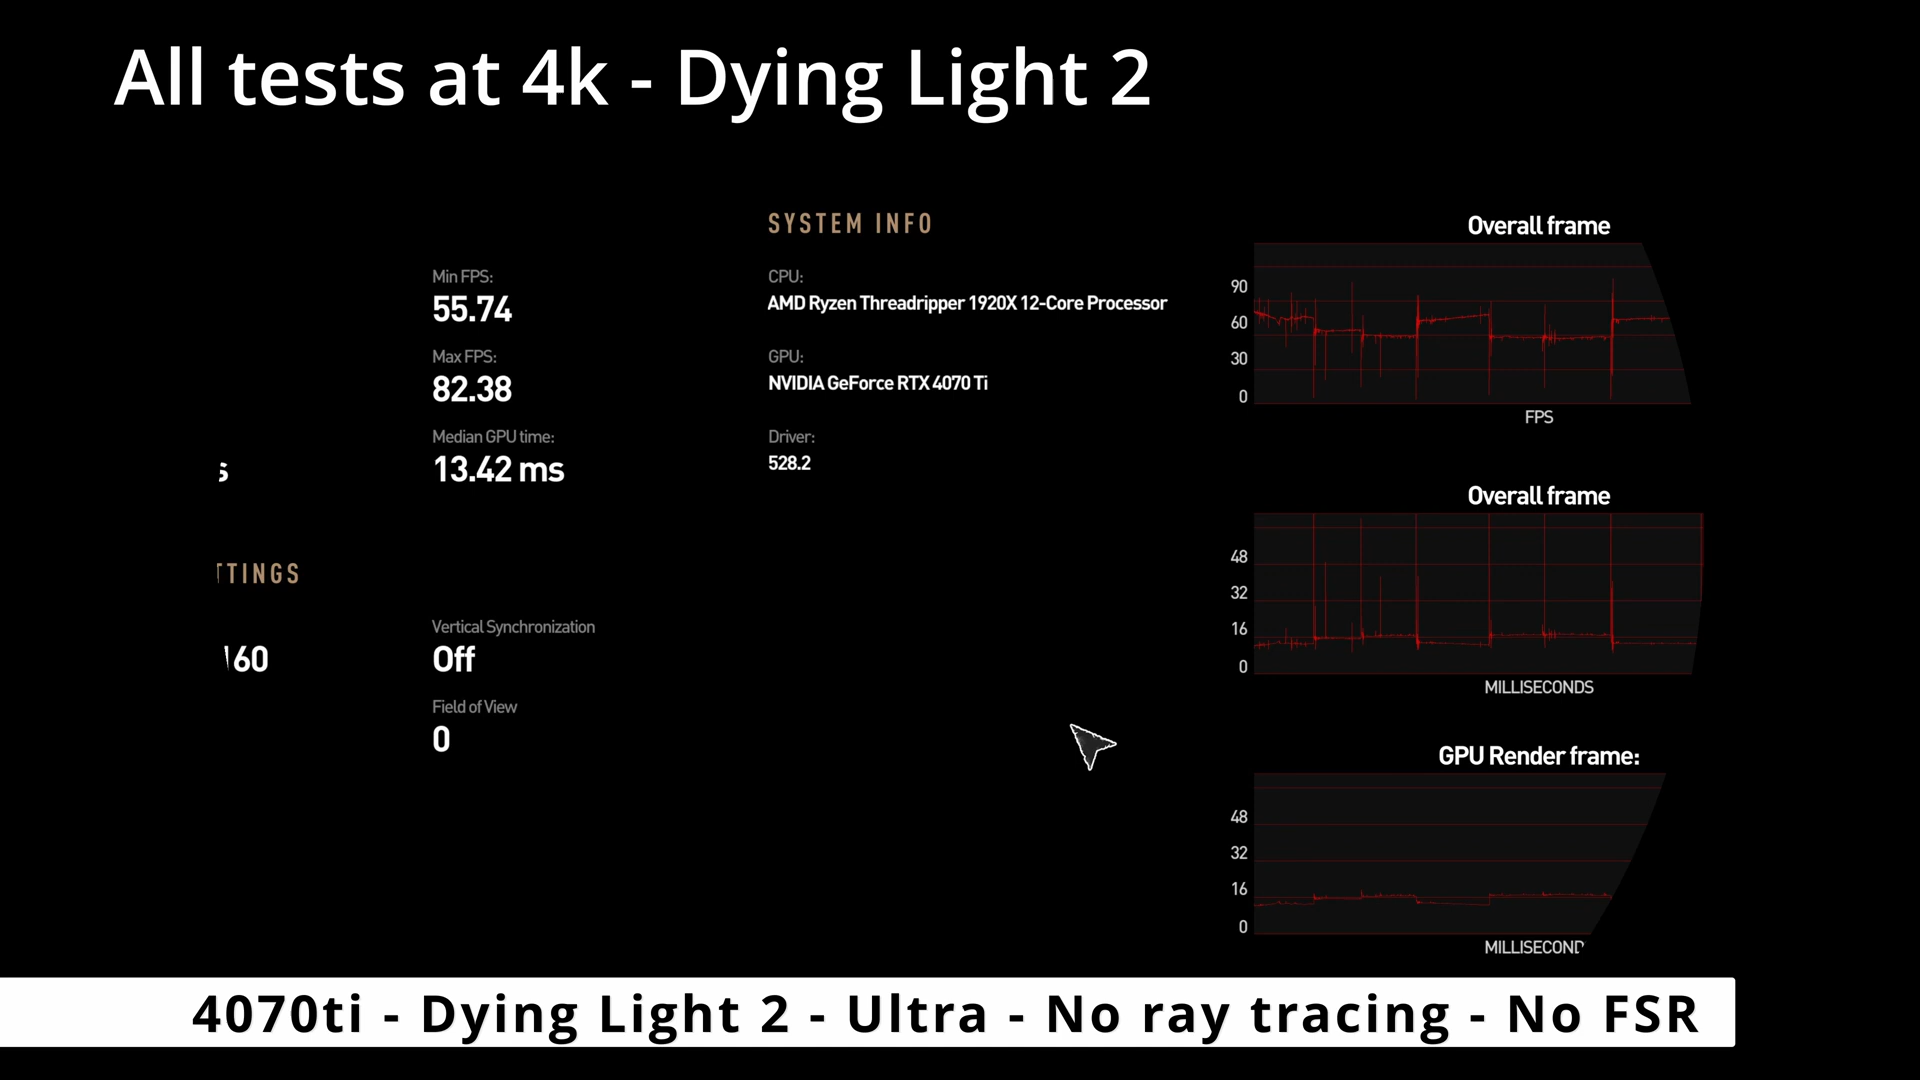 All tests at 4k - Dying Light 2
SYSTEM INFO
Min FPS:
55.74
Max FPS:
82.38
Median GPU time:
13.42 ms
s
CPU:
AMD Ryzen Threadripper 1920X 12-Core Processor
GPU:
NVIDIA GeForce RTX 4070 Ti
Driver:
528.2
TTINGS
160
Vertical Synchronization
Off
Field of View
0
Overall frame
90
60
30
0
FPS
Overall frame
48
32
16
0
MILLISECONDS
GPU Render frame:
48
32
16
0
MILLISECOND
4070ti - Dying Light 2 - Ultra - No ray tracing - No FSR